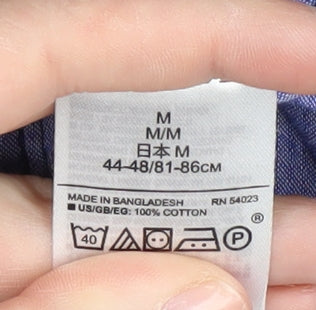 M
M/M
日本 M
44-48/81-86CM
MADE IN BANGLADESH RN 54023
■ US/GB/EG: 100% COTTON
®
40 P